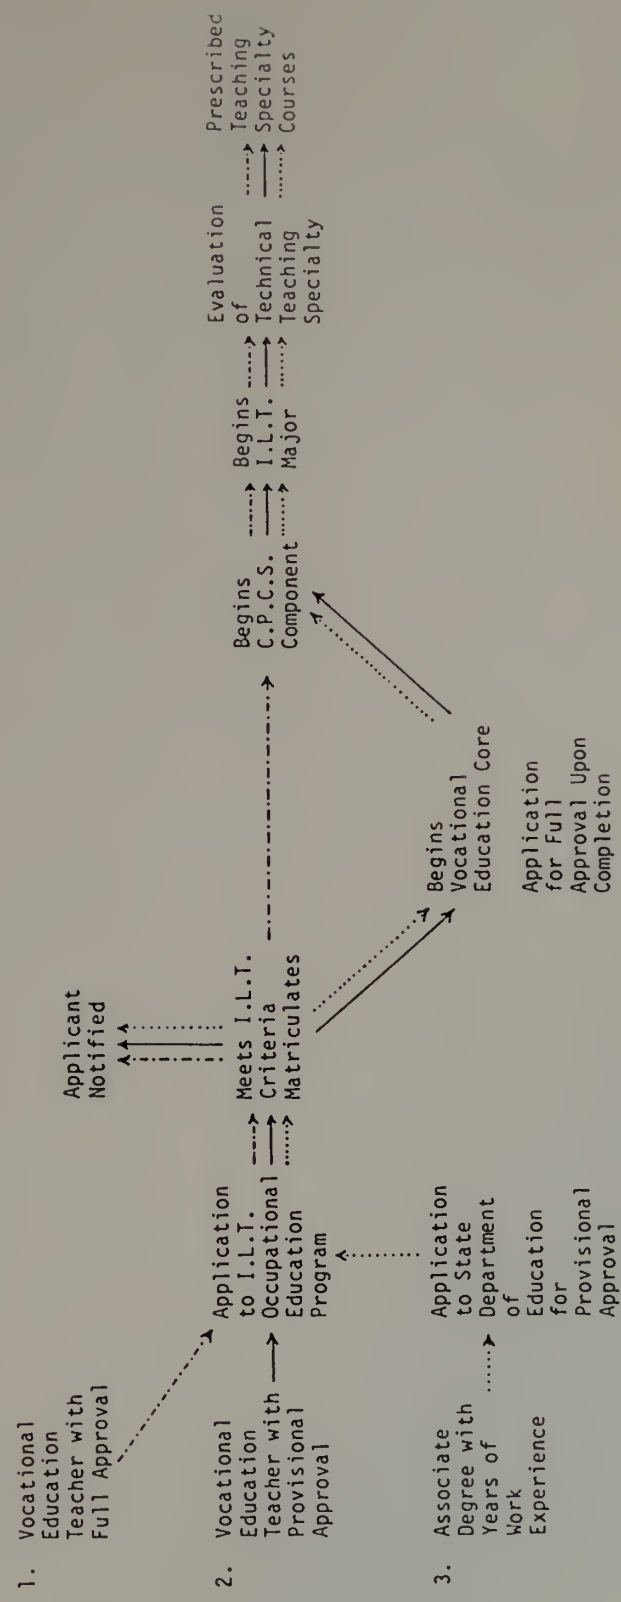 1. Vocational
Education
Teacher with
Full Approval
2. Vocational
Education
Teacher with
Provisional
Approval
3. Associate
Degree with
Years of
Work
Experience
Application
to I.L.T.
Occupational
Education
Program
Application
to State
Department
of
Education
for
Provisional
Approval
Applicant
Notified
Meets I.L.T.
Criteria
Matriculates
Begins
Vocational
Education Core
Application
for Full
Approval Upon
Completion
Begins
C.P.C.S.
Component
Begins
I.L.T.
Major
Evaluation
of
Technical
Teaching
Specialty
Prescribed
Teaching
Specialty
Courses